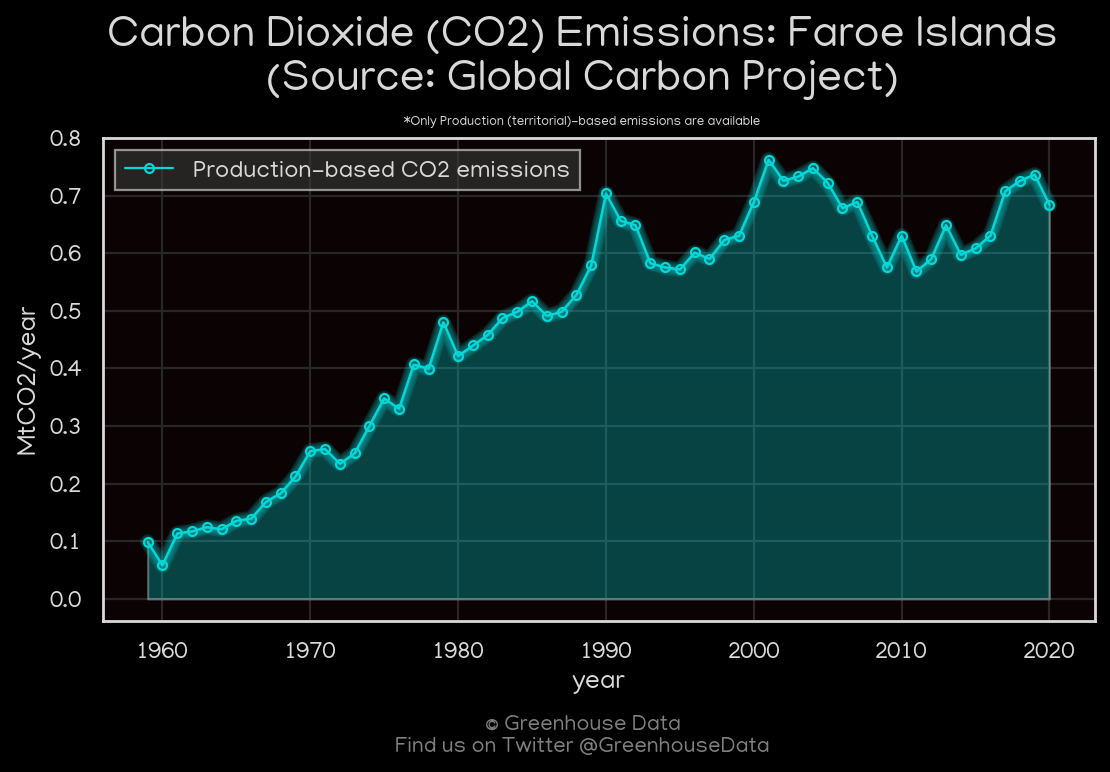 Carbon Dioxide (CO2) Emissions: Faroe Islands
(Source: Global Carbon Project)
*Only Production (territorial)-based emissions are available
Production-based CO2 emissions
MtCO2/year
0.8
0.7
0.6
0.5
0.4
0.3
0.2
0.1
0.0
1960 1970 1980 1990 2000 2010 2020
year
© Greenhouse Data
Find us on Twitter @GreenhouseData